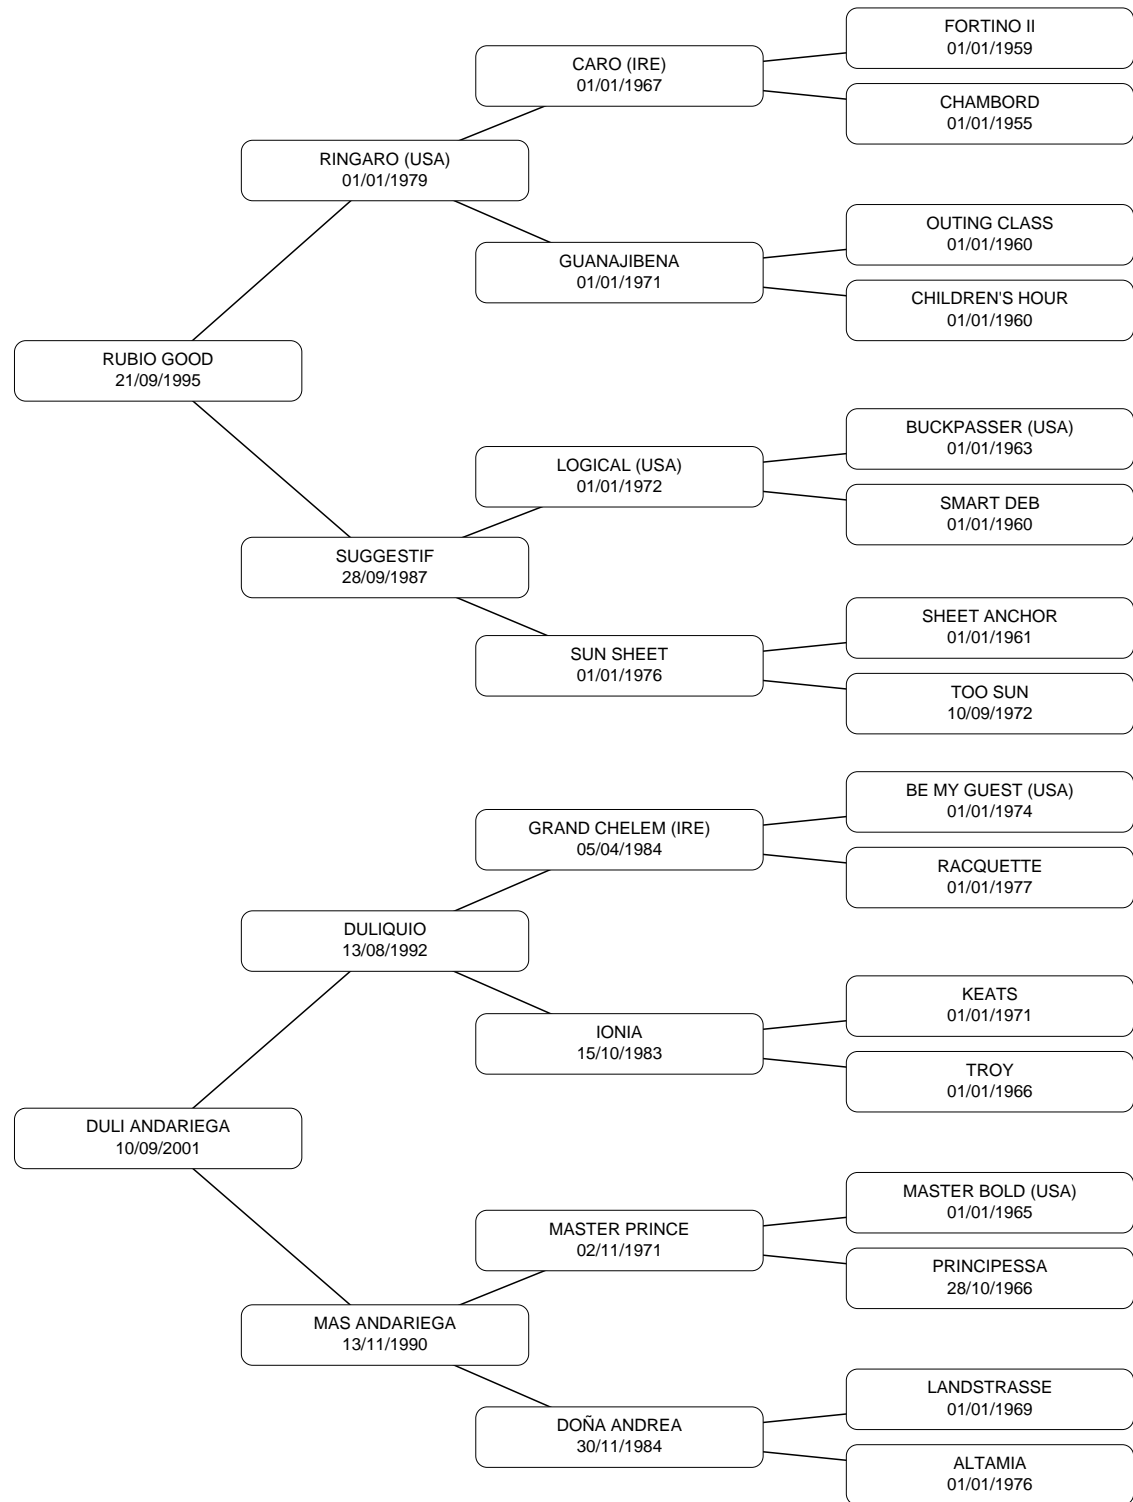 FORTINO II
01/01/1959
CARO (IRE)
01/01/1967
CHAMBORD
01/01/1955
RINGARO (USA)
01/01/1979
OUTING CLASS
01/01/1960
GUANAJIBENA
01/01/1971
CHILDREN'S HOUR
01/01/1960
RUBIO GOOD
21/09/1995
BUCKPASSER (USA)
01/01/1963
LOGICAL (USA)
01/01/1972
SMART DEB
01/01/1960
SUGGESTIF
28/09/1987
SHEET ANCHOR
01/01/1961
SUN SHEET
01/01/1976
TOO SUN
10/09/1972
BE MY GUEST (USA)
01/01/1974
GRAND CHELEM (IRE)
05/04/1984
RACQUETTE
01/01/1977
DULIQUIO
13/08/1992
KEATS
01/01/1971
IONIA
15/10/1983
TROY
01/01/1966
DULI ANDARIEGA
10/09/2001
MASTER BOLD (USA)
01/01/1965
MASTER PRINCE
02/11/1971
PRINCIPESSA
28/10/1966
MAS ANDARIEGA
13/11/1990
LANDSTRASSE
01/01/1969
DOÑA ANDREA
30/11/1984
ALTAMIA
01/01/1976